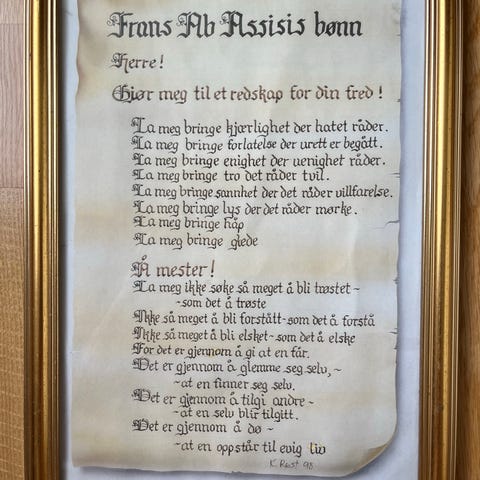 Frans Ab Assisis bønn
Herre!
Gjør meg til et redskap for din fred!
La meg bringe kjærlighet der hatet råder.
La meg bringe forlatelse der urett er begått.
La meg bringe enighet der uenighet råder.
La meg bringe tro det råder tvil.
La meg bringe sannhet der det råder villfarelse.
La meg bringe lys der det råder mørke.
La meg bringe håp
La meg bringe glede
Å mester!
La meg ikke søke så meget å bli trøstet~
~som det å trøste
Ikke så meget å bli forstått~som det å forstå
Ikke så meget å bli elsket~som det å elske
For det er gjennom å gi at en får.
Det er gjennom å glemme seg selv,~
~at en finner seg selv.
Det er gjennom å tilgi andre~
~at en selv blir tilgitt.
Det er gjennom å dø~
~at en oppstår til evig liv
K. Røst 98